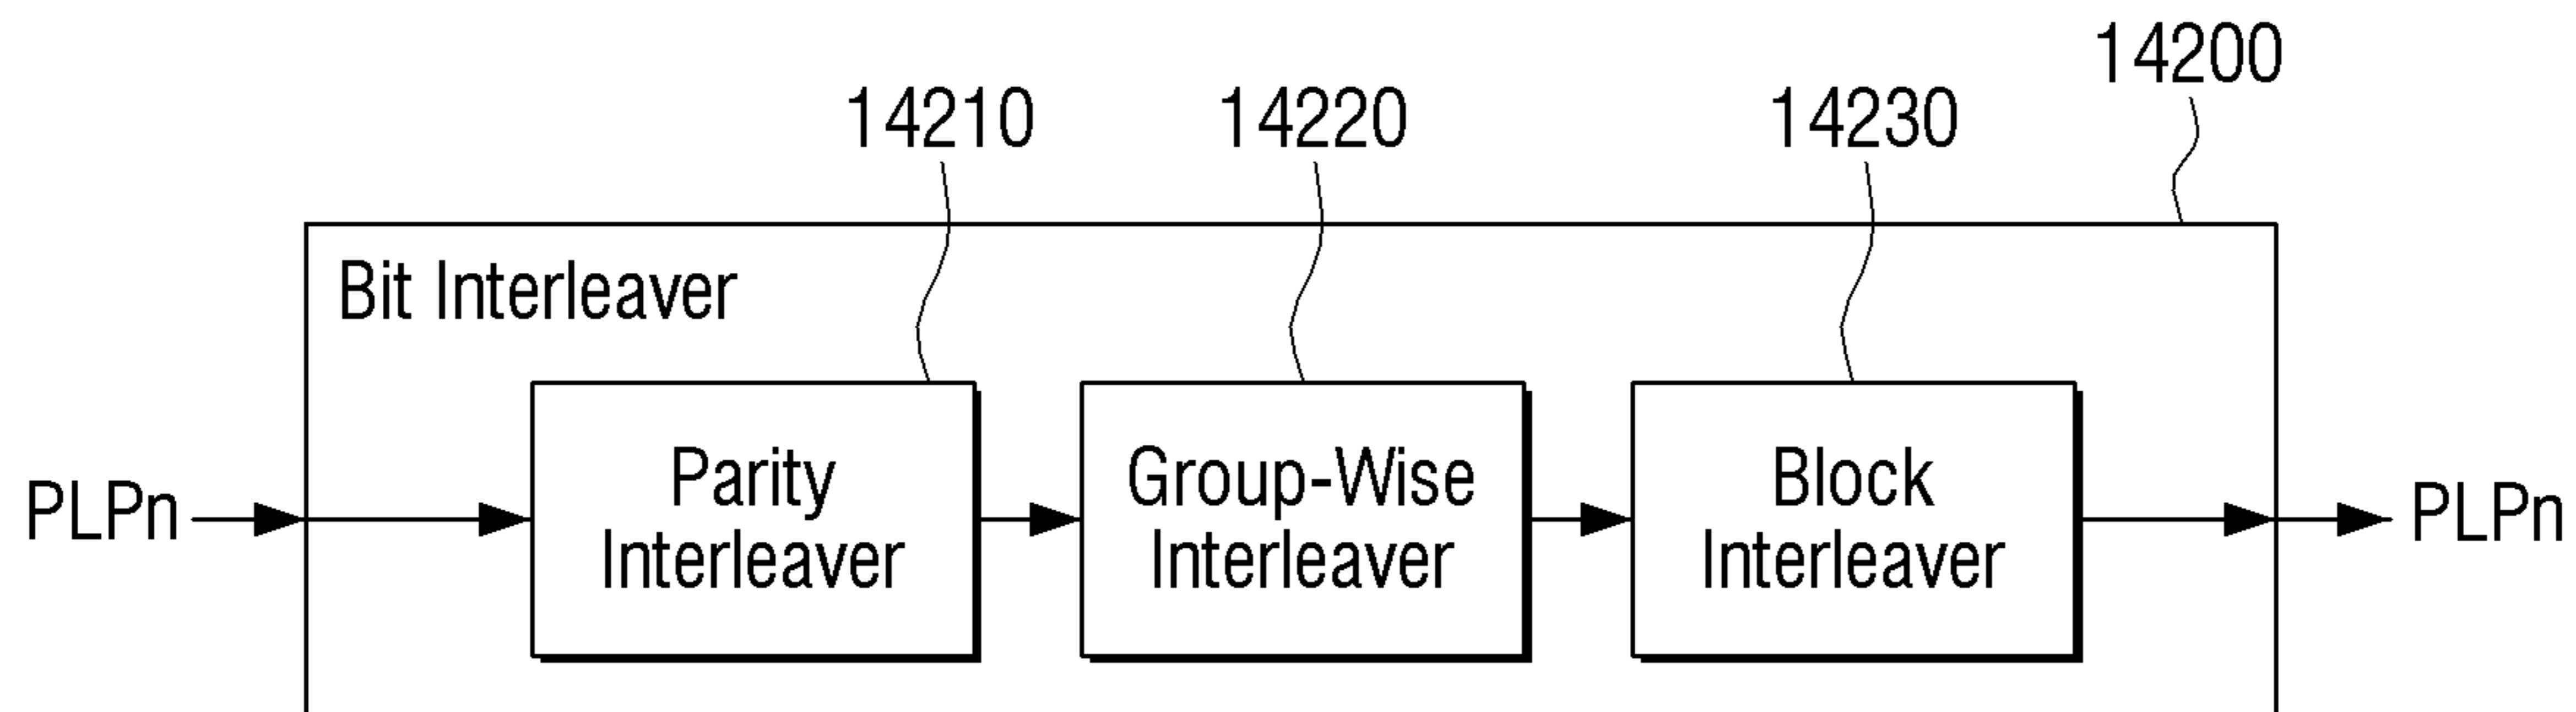 14200
14210 14220 14230
Bit Interleaver
PLPn
Parity
Interleaver
Group-Wise
Interleaver
Block
Interleaver
PLPn